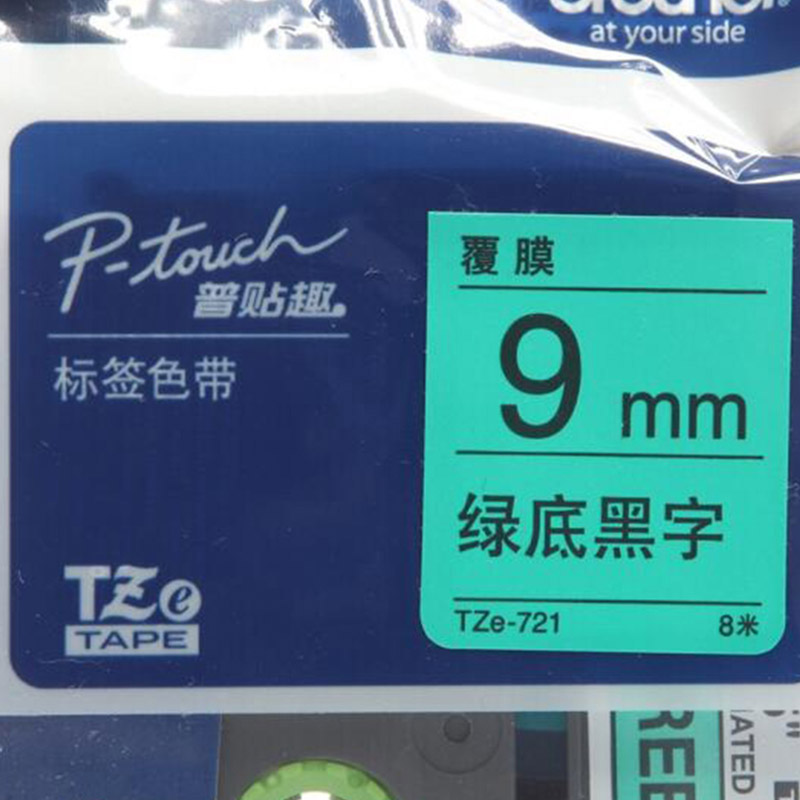 at your side
P-touch
普贴趣
标签色带
TZe
TAPE
覆膜
9 mm
绿底黑字
TZe-721
8米